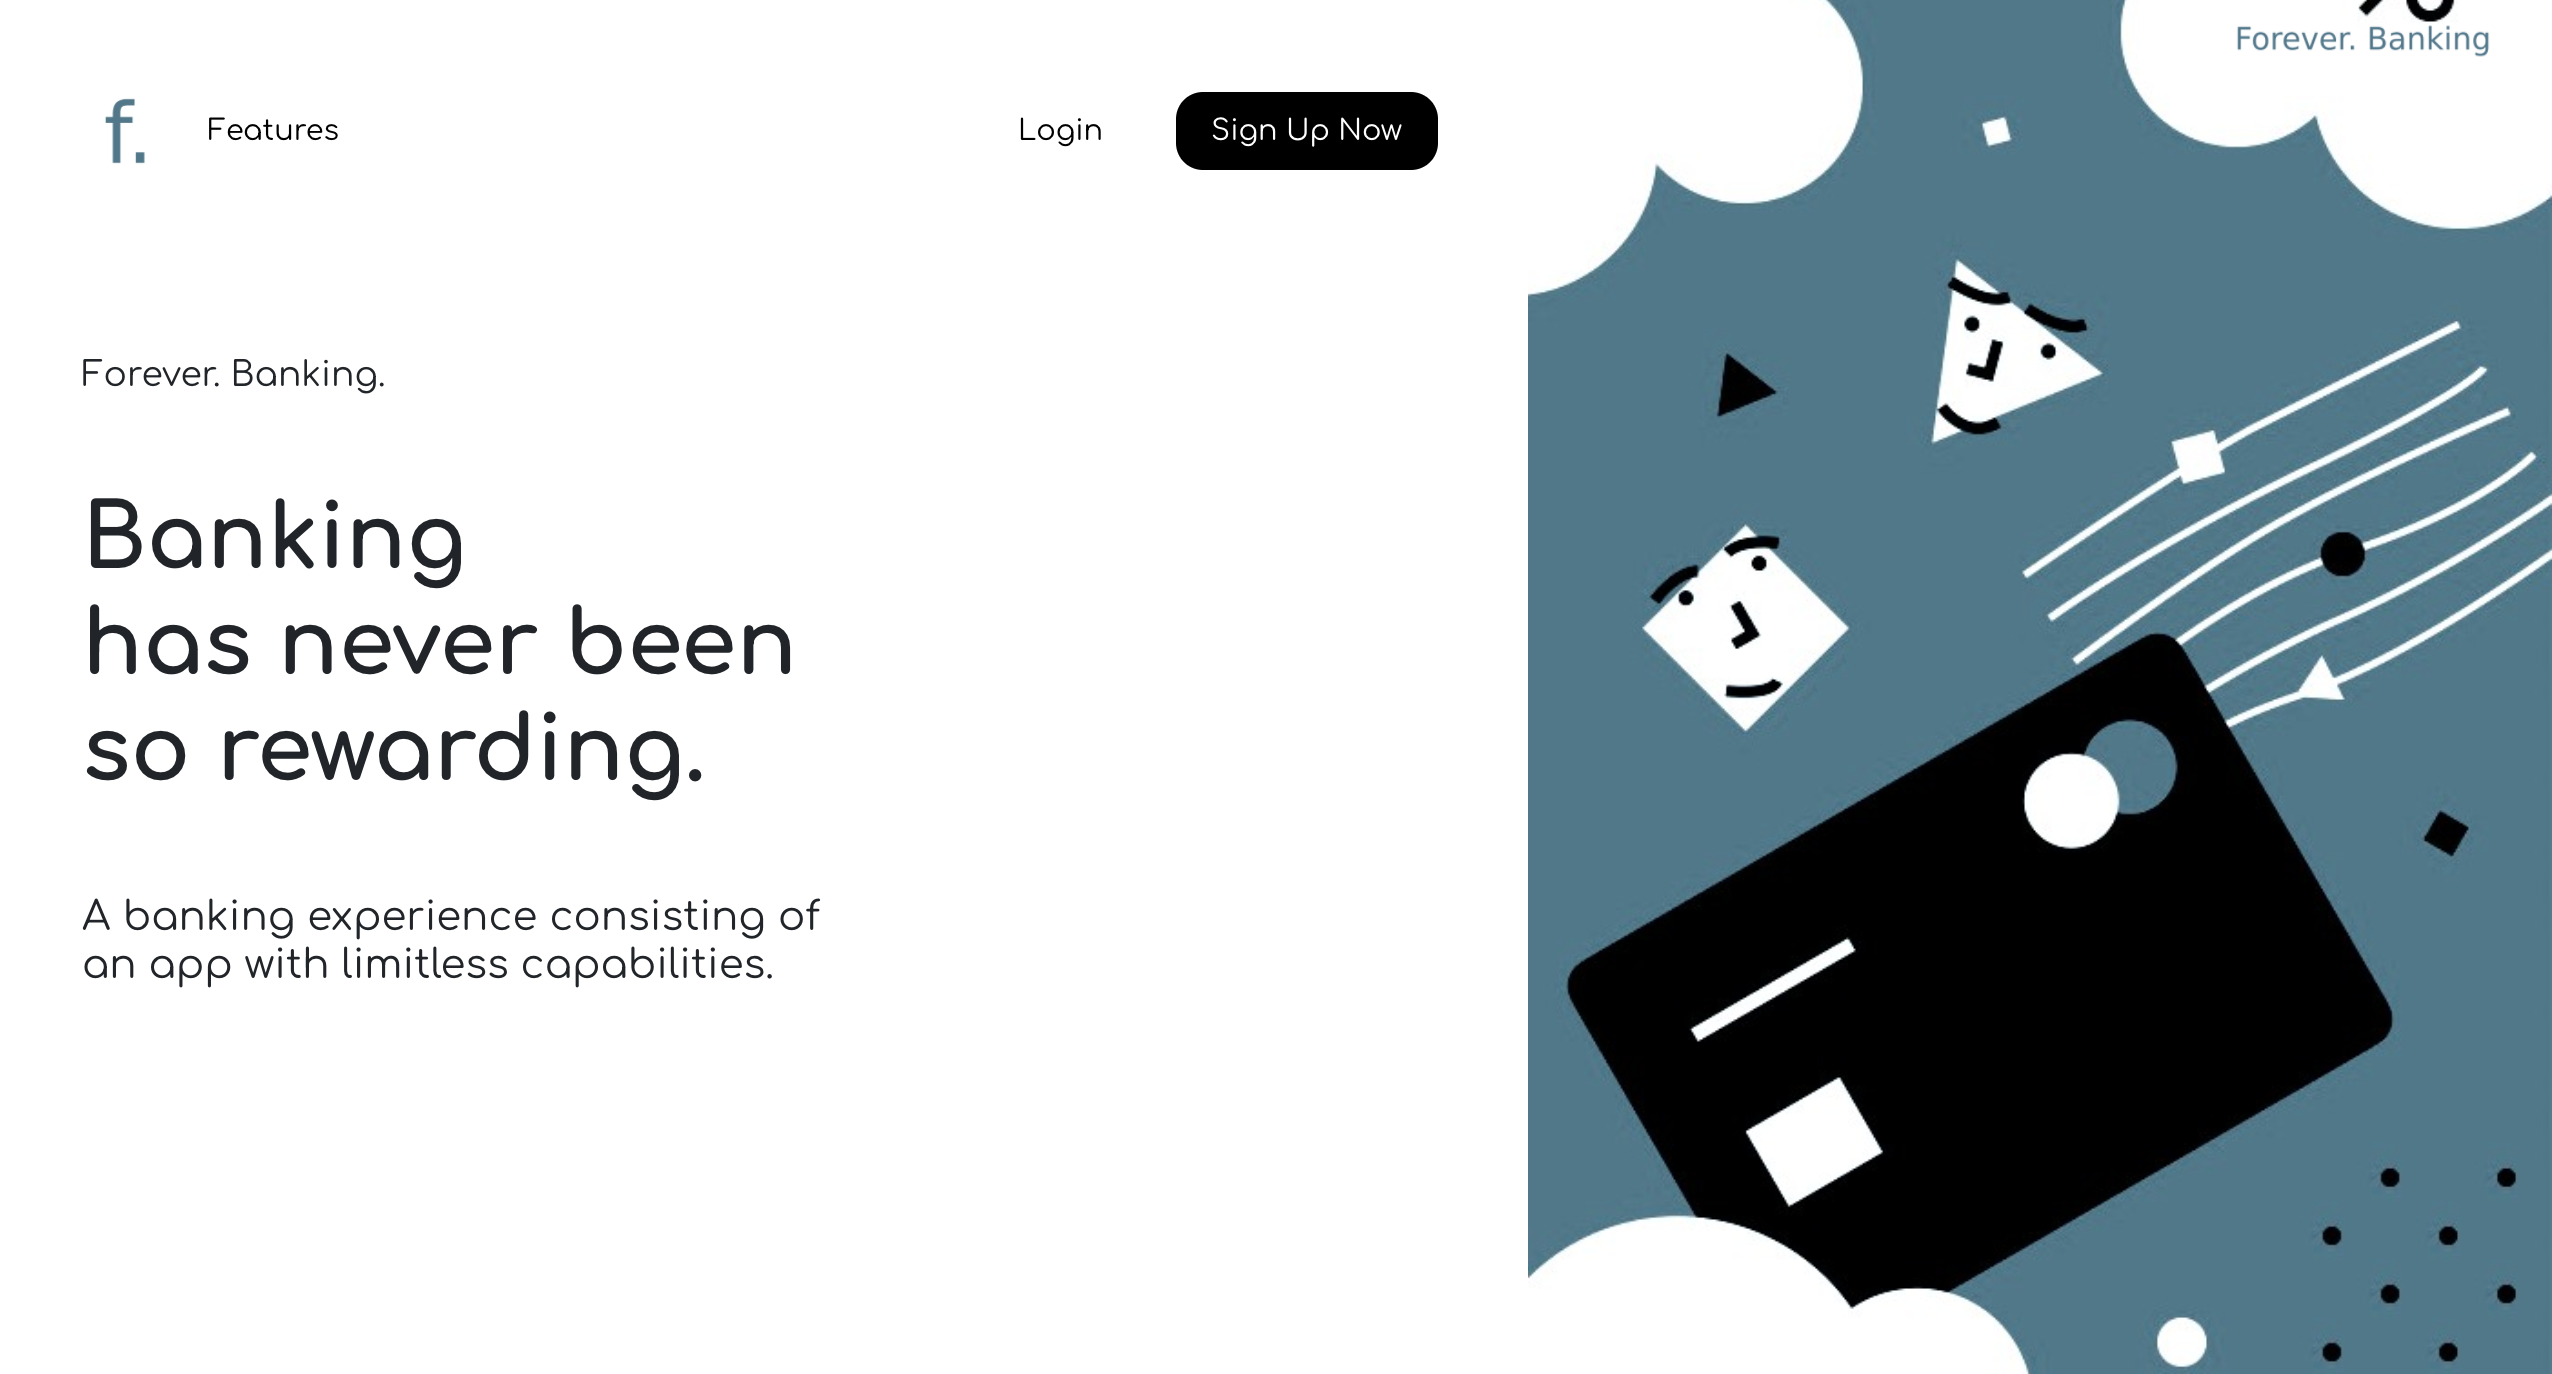 Forever. Banking
f.
Features
Login
Sign Up Now
Forever. Banking.
Banking
has never been
so rewarding.
A banking experience consisting of
an app with limitless capabilities.